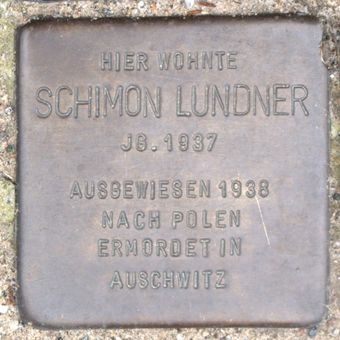 HIER WOHNTE
SCHIMON LUNDNER
JG. 1937
AUSGEWIESEN 1938
NACH POLEN
ERMORDET IN
AUSCHWITZ